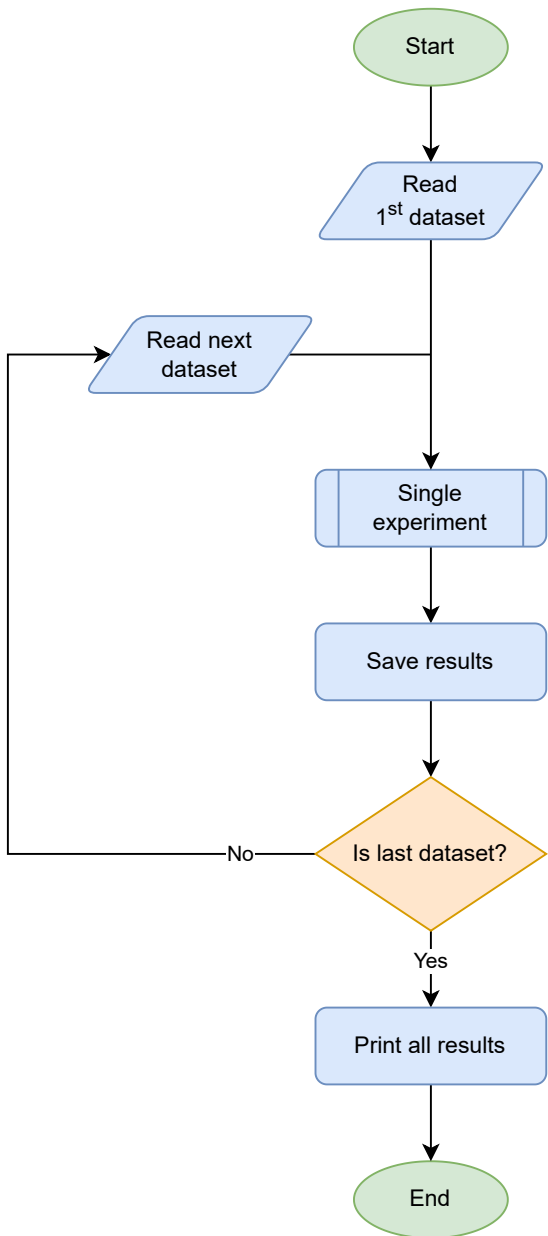 Start
Read
1st dataset
Read next
dataset
Single
experiment
Save results
Is last dataset?
No
Yes
Print all results
End